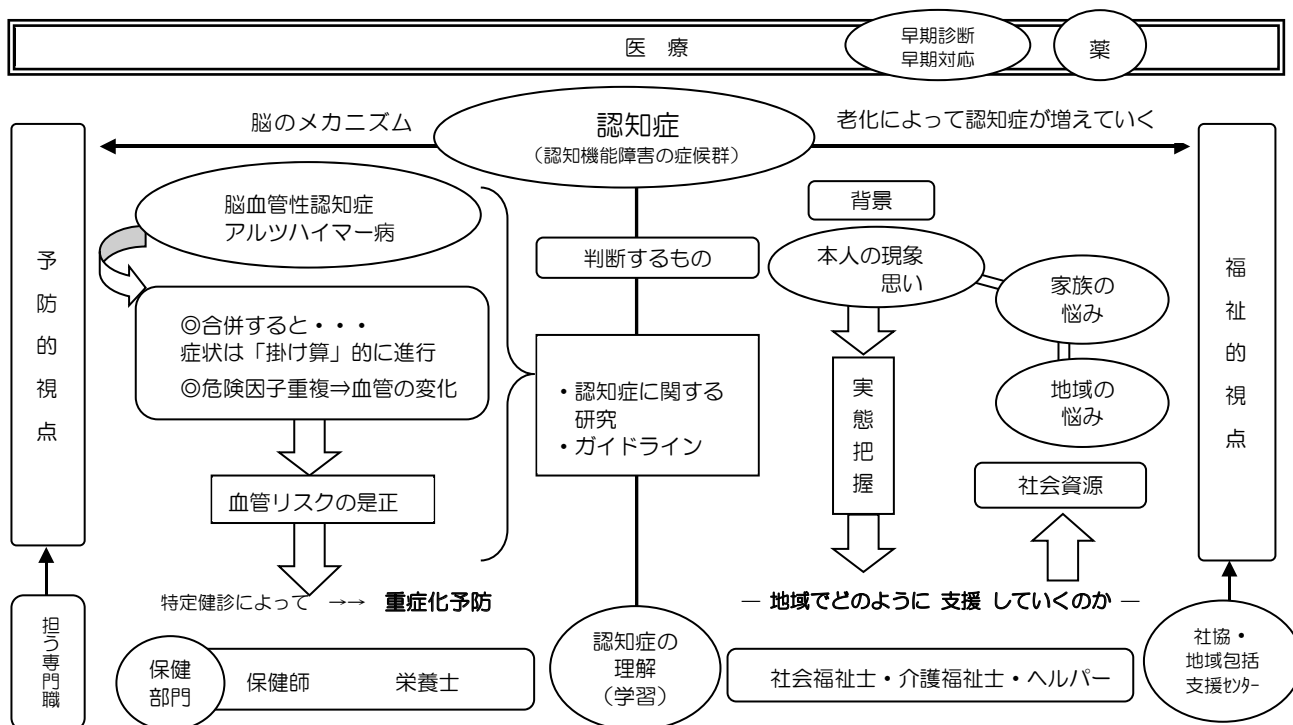 医 療
早期診断
早期対応
薬
脳のメカニズム
認知症
(認知機能障害の症候群)
老化によって認知症が増えていく
予防的視点
脳血管性認知症
アルツハイマー病
◎合併すると・・・
症状は「掛け算」的に進行
◎危険因子重複⇒血管の変化
血管リスクの是正
特定健診によって →→ 重症化予防
判断するもの
・認知症に関する
研究
・ガイドライン
背景
本人の現象
思い
家族の
悩み
地域の
悩み
実態把握
社会資源
― 地域でどのように 支援 していくのか ―
福祉的視点
担う専門職
保健
部門
保健師 栄養士
認知症の
理解
(学習)
社会福祉士・介護福祉士・ヘルパー
社協・
地域包括
支援センター